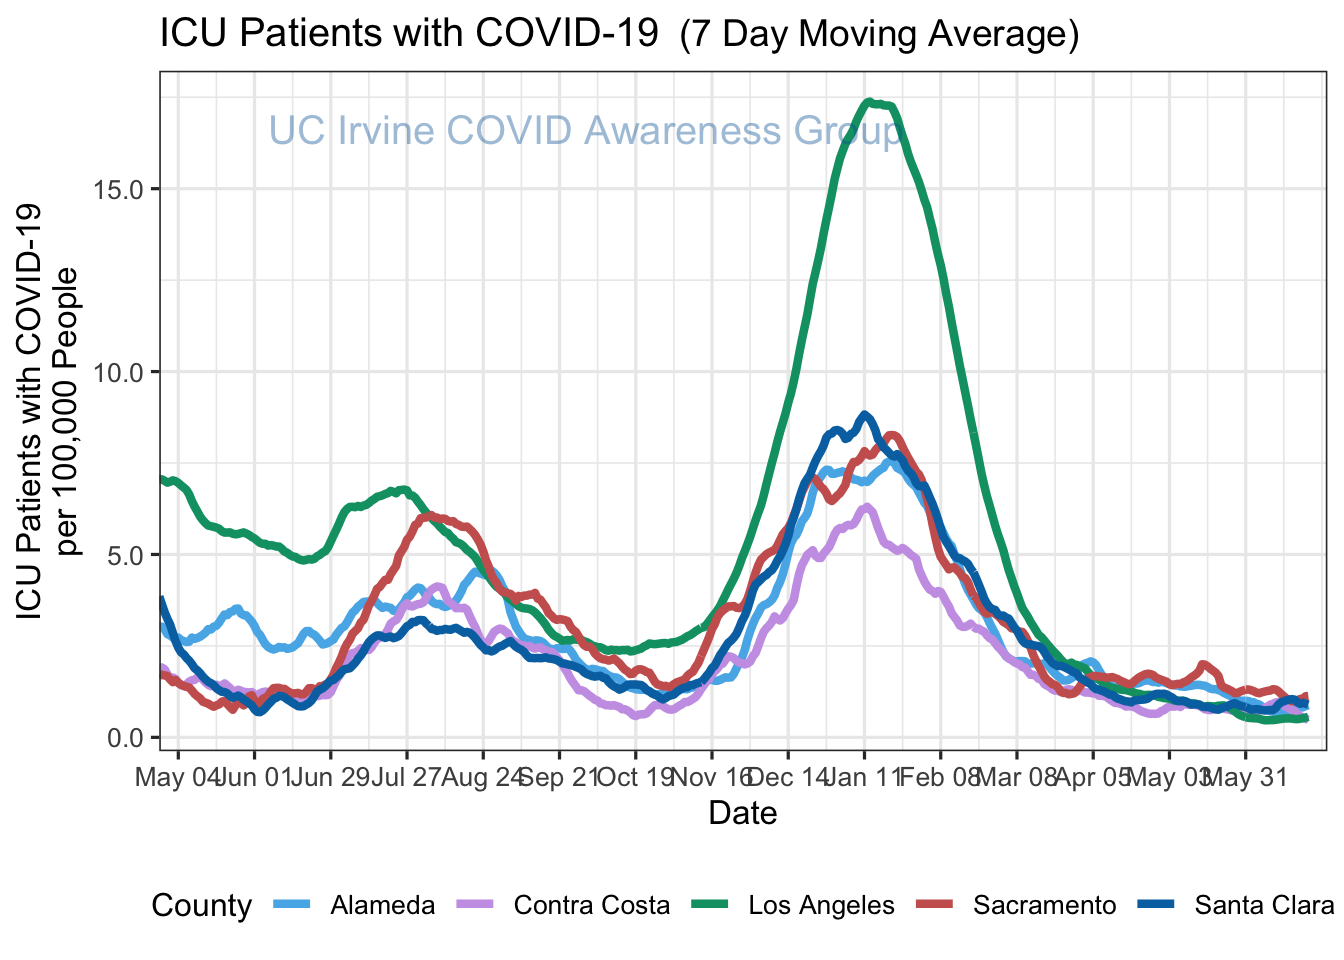 ICU Patients with COVID-19 (7 Day Moving Average)
UC Irvine COVID Awareness Group
ICU Patients with COVID-19
per 100,000 People
15.0
10.0
5.0
0.0
May 04 Jun 01 Jun 29 Jul 27 Aug 24 Sep 21 Oct 19 Nov 16 Dec 14 Jan 11 Feb 08 Mar 08 Apr 05 May 03 May 31
Date
County Alameda Contra Costa Los Angeles Sacramento Santa Clara